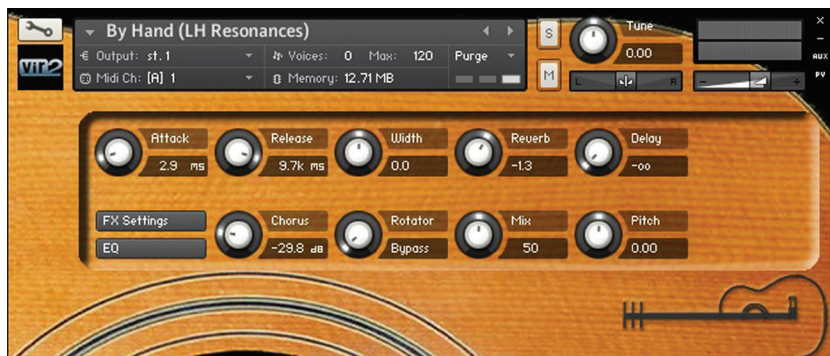 By Hand (LH Resonances)
Output: st.1 Voices: 0 Max: 120 Purge
Midi Ch: [A] 1 Memory: 12.71 MB
S
M
Tune
0.00
L R
- +
×
–
AUX
PV
VIR2
Attack Release Width Reverb Delay
2.9 ms 9.7k ms 0.0 -1.3 -oo
FX Settings Chorus Rotator Mix Pitch
EQ -29.8 dB Bypass 50 0.00